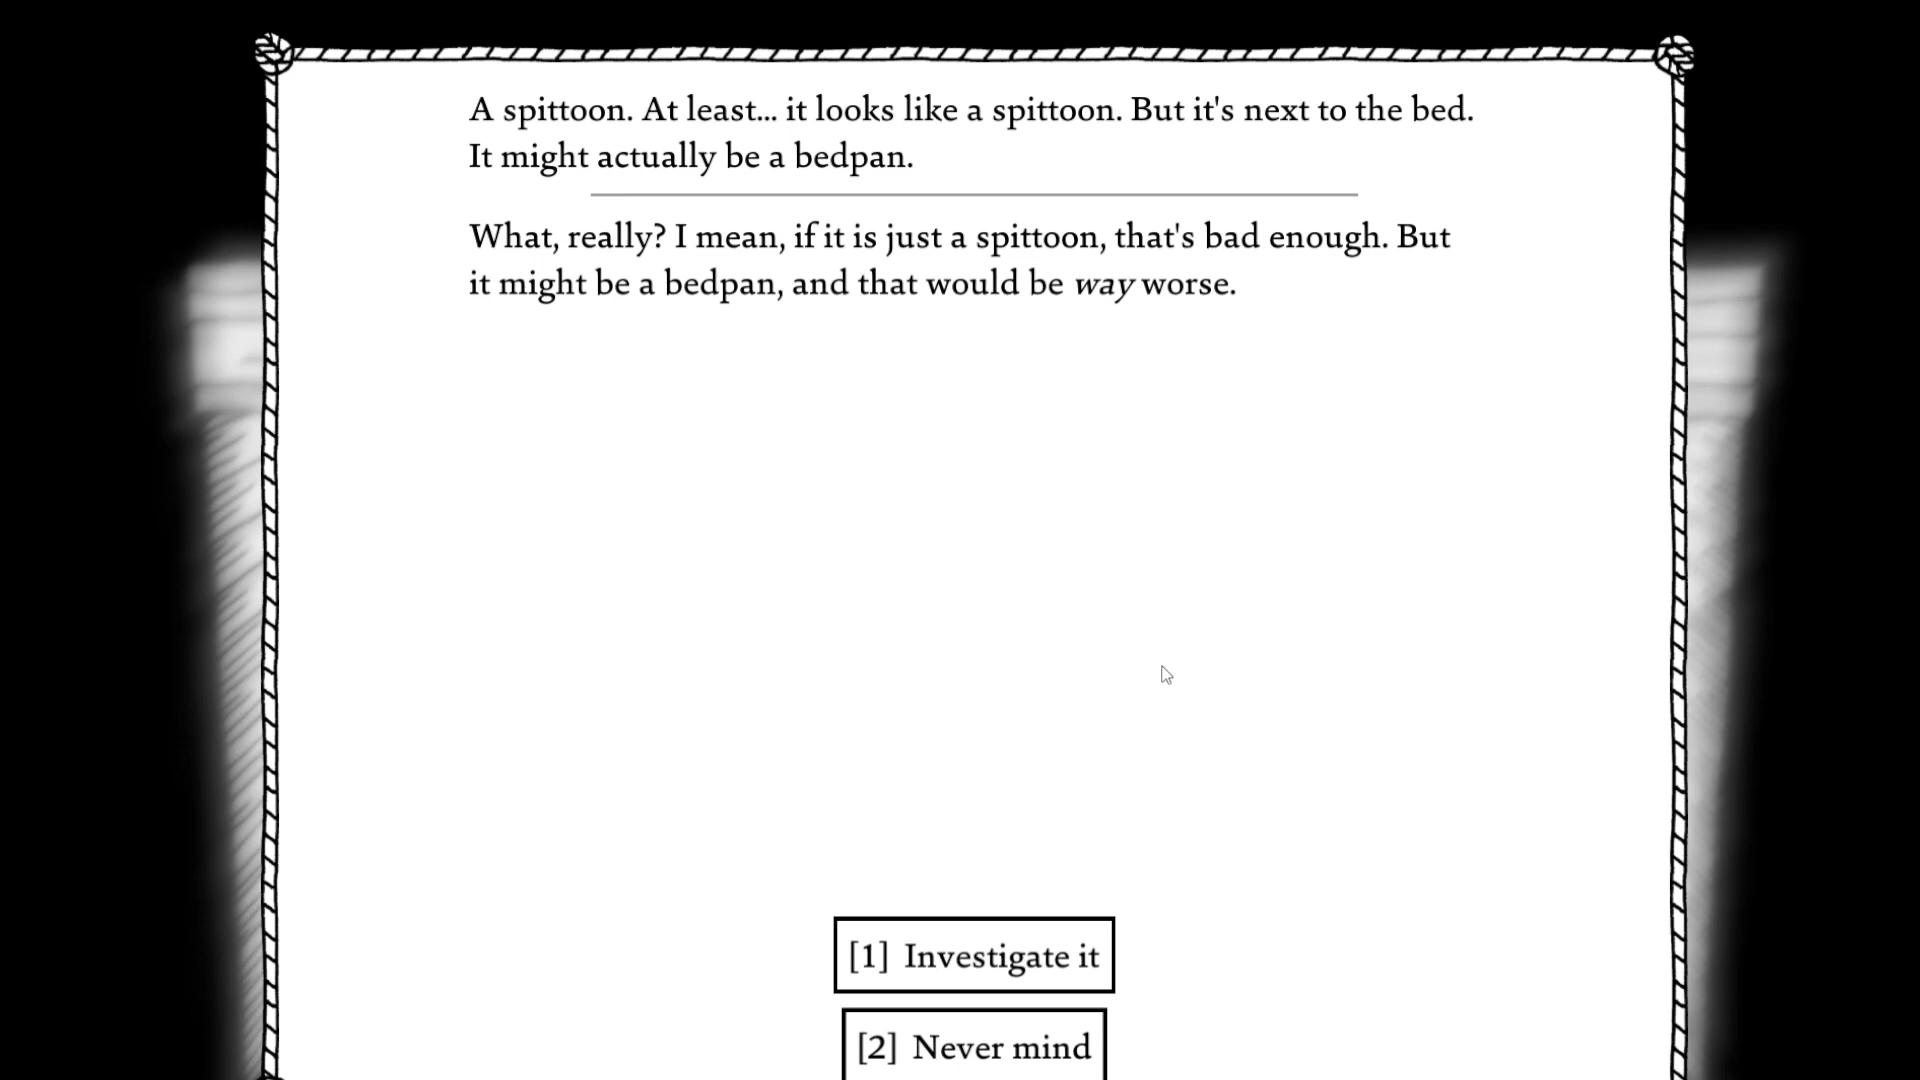 A spittoon. At least... it looks like a spittoon. But it's next to the bed.
It might actually be a bedpan.
What, really? I mean, if it is just a spittoon, that's bad enough. But
it might be a bedpan, and that would be way worse.
[1] Investigate it
[2] Never mind